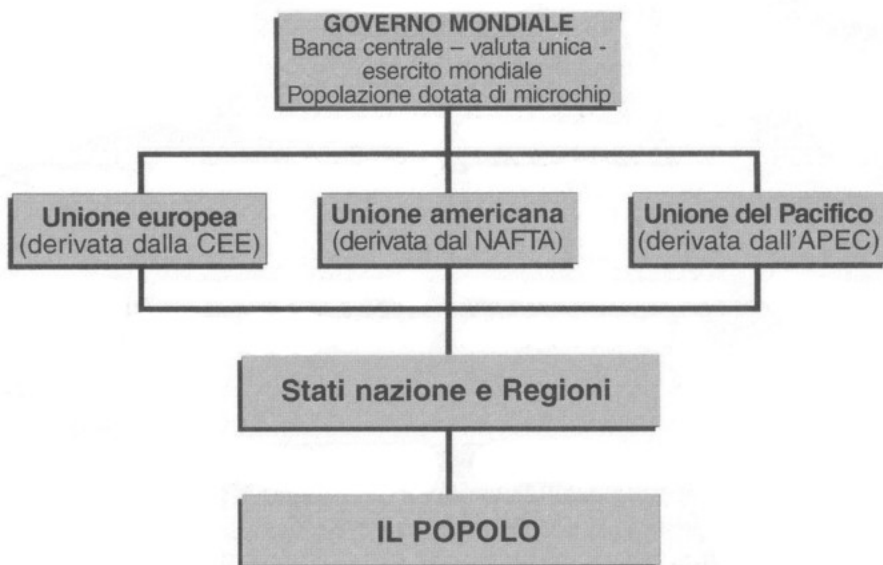 GOVERNO MONDIALE
Banca centrale – valuta unica -
esercito mondiale
Popolazione dotata di microchip
Unione europea
(derivata dalla CEE)
Unione americana
(derivata dal NAFTA)
Unione del Pacifico
(derivata dall'APEC)
Stati nazione e Regioni
IL POPOLO